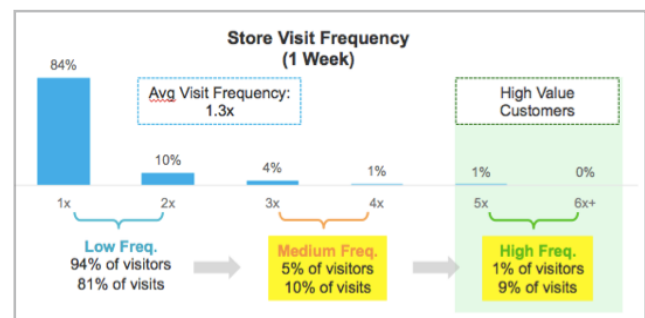 Store Visit Frequency
(1 Week)
84%
Avg Visit Frequency:
1.3x
High Value
Customers
10%
4%
1%
1%
0%
1x
2x
3x
4x
5x
6x+
Low Freq.
94% of visitors
81% of visits
Medium Freq.
5% of visitors
10% of visits
High Freq.
1% of visitors
9% of visits